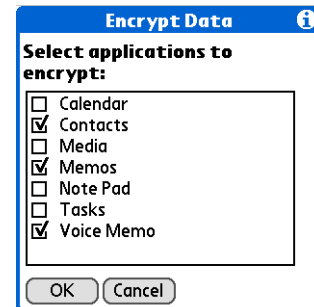 Encrypt Data
Select applications to
encrypt:
Calendar
Contacts
Media
Memos
Note Pad
Tasks
Voice Memo
OK Cancel